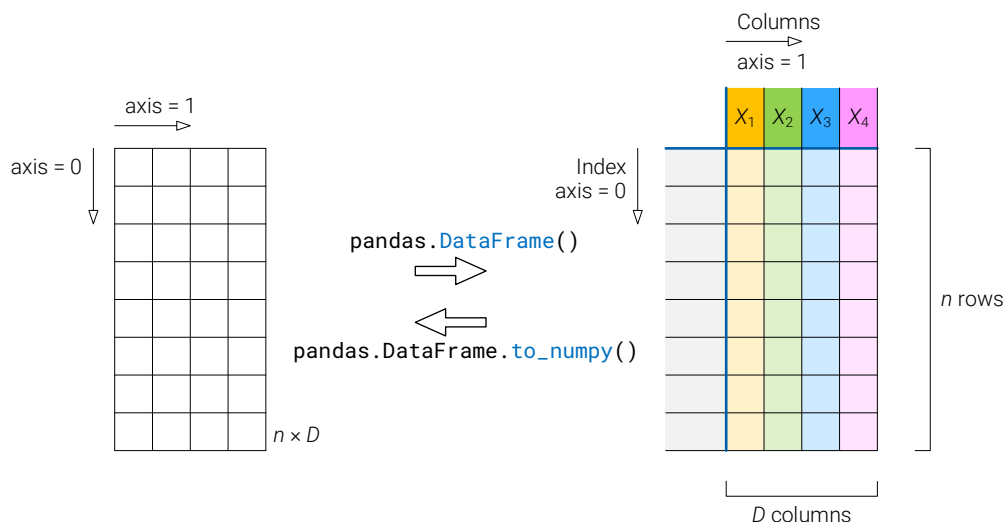 Columns
axis = 1
X1 X2 X3 X4
axis = 1
axis = 0
Index
axis = 0
pandas.DataFrame()
pandas.DataFrame.to_numpy()
n rows
n × D
D columns